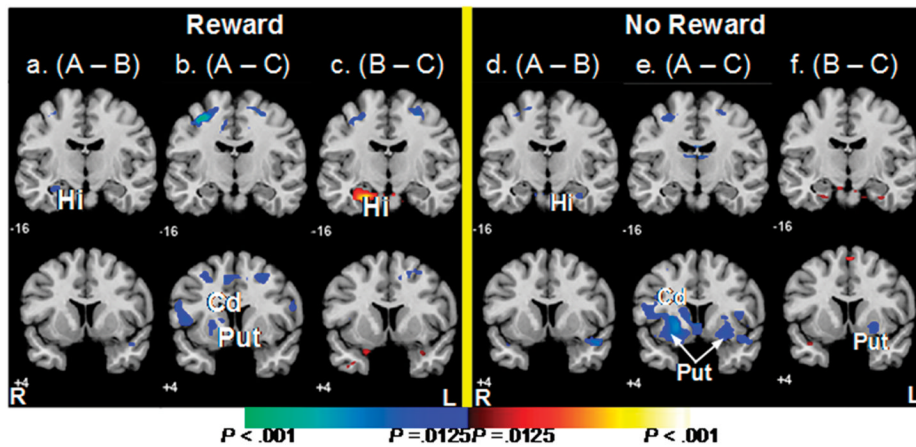 Reward No Reward
a. (A – B) b. (A – C) c. (B – C) d. (A – B) e. (A – C) f. (B – C)
Hi Hi Hi
-16 -16 -16 -16 -16 -16
Cd Cd
Put Put Put
+4 +4 +4 +4 +4 +4
R L R L
P < .001 P =.0125 P =.0125 P < .001